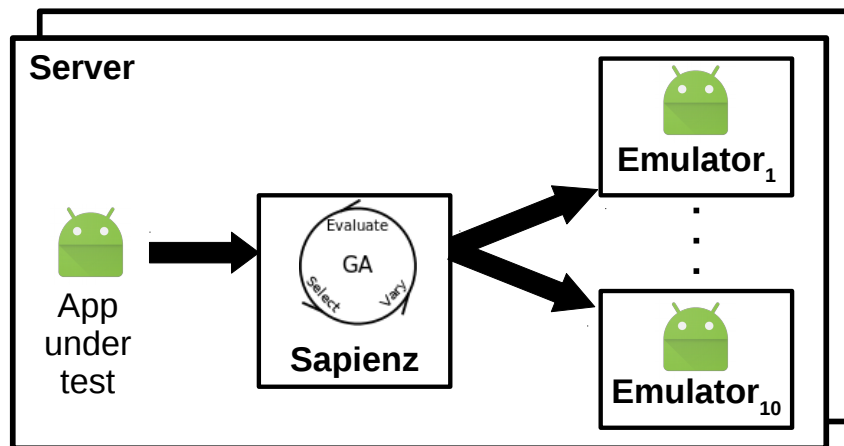 Server
Emulator1
Evaluate
GA
Select
Vary
App
under
test
Sapienz
.
.
.
Emulator10